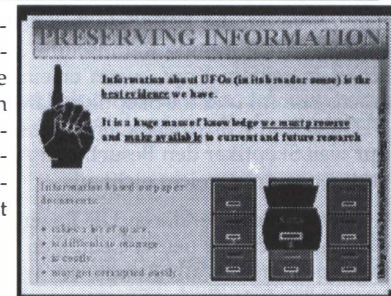 PRESERVING INFORMATION
Information about UFOs (in its broader sense) is the
best evidence we have.
It is a huge mass of knowledge we must preserve
and make available to current and future research
Information based on paper
documents:
• takes a lot of space,
• is difficult to manage
• is costly
• may get corrupted easily